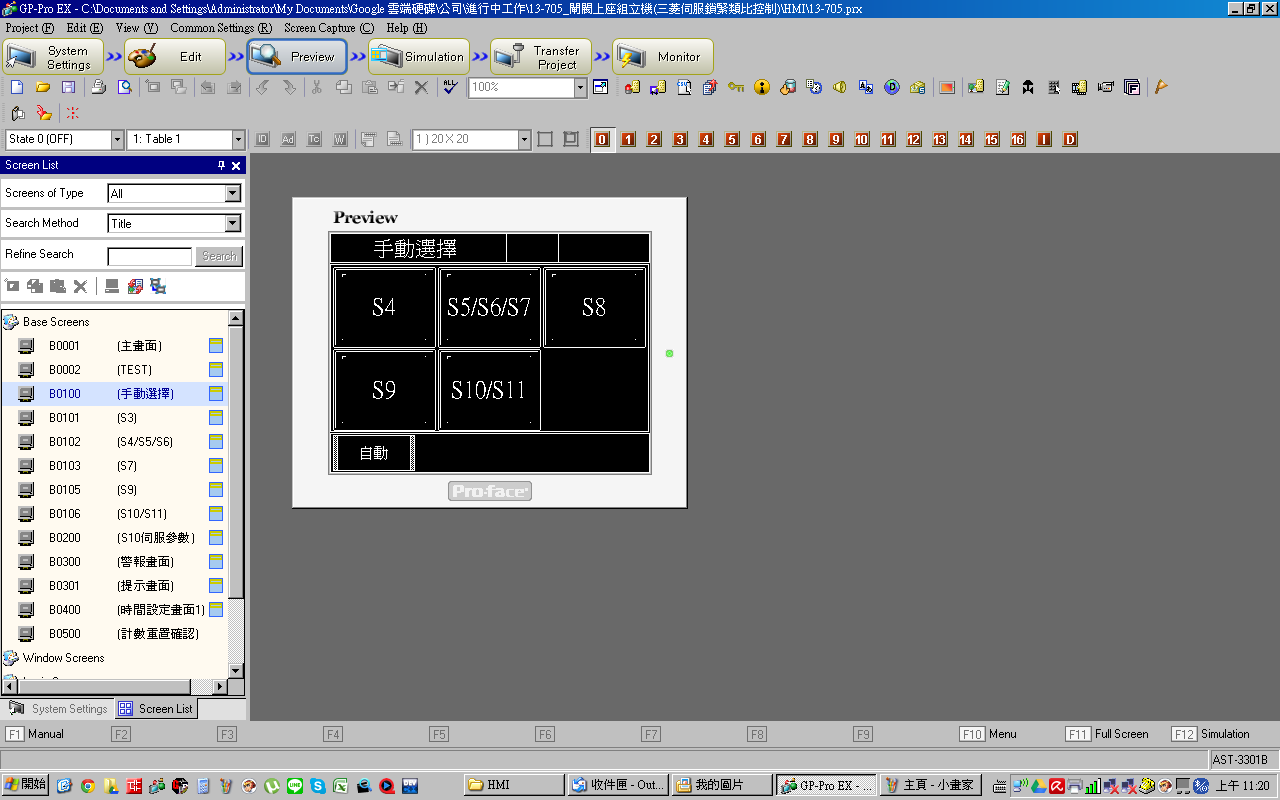 GP-Pro EX - C:\Documents and Settings\Administrator\My Documents\Google 雲端硬碟\公司\進行中工作\13-705_閘閥上座組立機(三菱伺服鎖緊類比控制)\HMI\13-705.prx
Project (F) Edit (E) View (V) Common Settings (R) Screen Capture (C) Help (H)
System Settings Edit Preview Simulation Transfer Project Monitor
100%
State 0 (OFF) 1: Table 1 ID Ad Tc W 1 ) 20 X 20 0 1 2 3 4 5 6 7 8 9 10 11 12 13 14 15 16 I D
Screen List
Screens of Type All
Search Method Title
Refine Search Search
Base Screens
B0001 (主畫面)
B0002 (TEST)
B0100 (手動選擇)
B0101 (S3)
B0102 (S4/S5/S6)
B0103 (S7)
B0105 (S9)
B0106 (S10/S11)
B0200 (S10伺服參數)
B0300 (警報畫面)
B0301 (提示畫面)
B0400 (時間設定畫面1)
B0500 (計數重置確認)
Window Screens
System Settings Screen List
Preview
手動選擇
S4 S5/S6/S7 S8
S9 S10/S11
自動
Pro-face
F1 Manual F2 F3 F4 F5 F6 F7 F8 F9 F10 Menu F11 Full Screen F12 Simulation
AST-3301B
開始 HMI 收件匣 - Out... 我的圖片 GP-Pro EX - ... 主頁 - 小畫家 上午 11:20